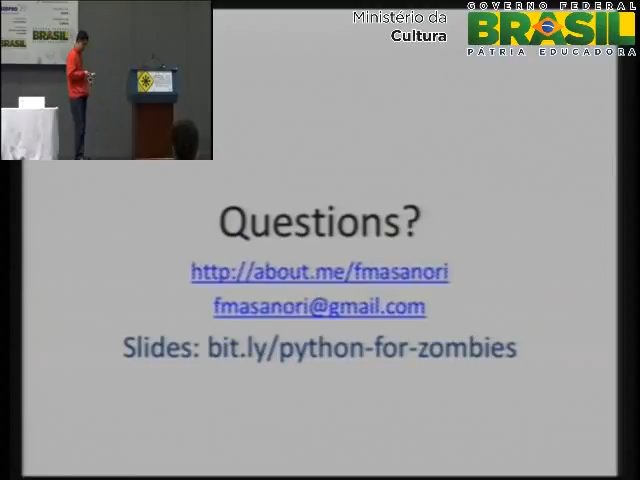 Ministério da
Cultura
GOVERNO FEDERAL
BRASIL
PÁTRIA EDUCADORA
BRASIL
Questions?
http://about.me/fmasanori
fmasanori@gmail.com
Slides: bit.ly/python-for-zombies